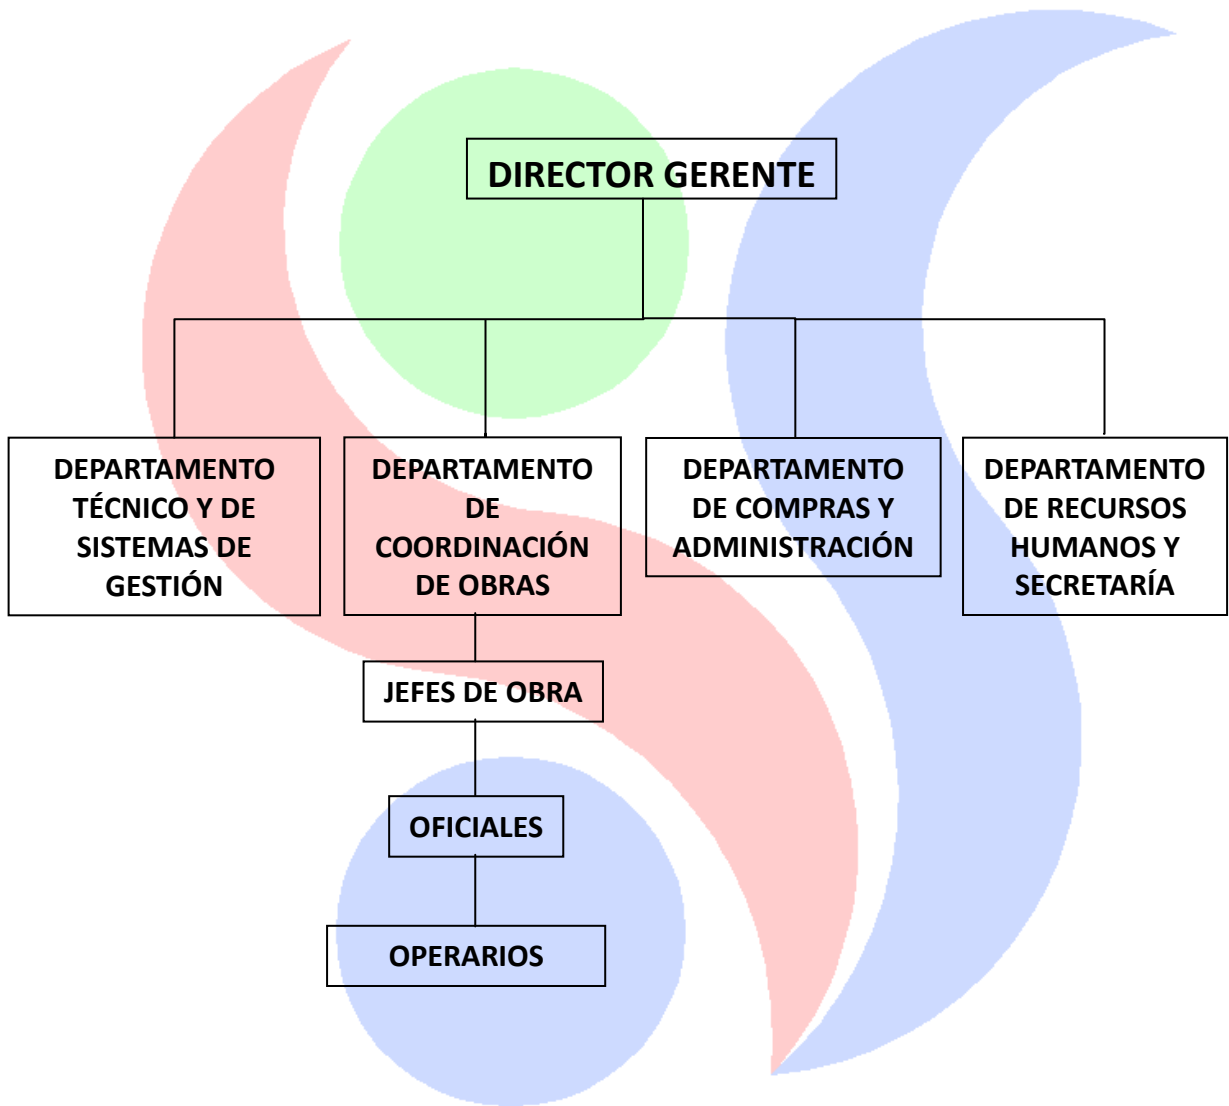 DIRECTOR GERENTE
DEPARTAMENTO
TÉCNICO Y DE
SISTEMAS DE
GESTIÓN
DEPARTAMENTO
DE
COORDINACIÓN
DE OBRAS
DEPARTAMENTO
DE COMPRAS Y
ADMINISTRACIÓN
DEPARTAMENTO
DE RECURSOS
HUMANOS Y
SECRETARÍA
JEFES DE OBRA
OFICIALES
OPERARIOS